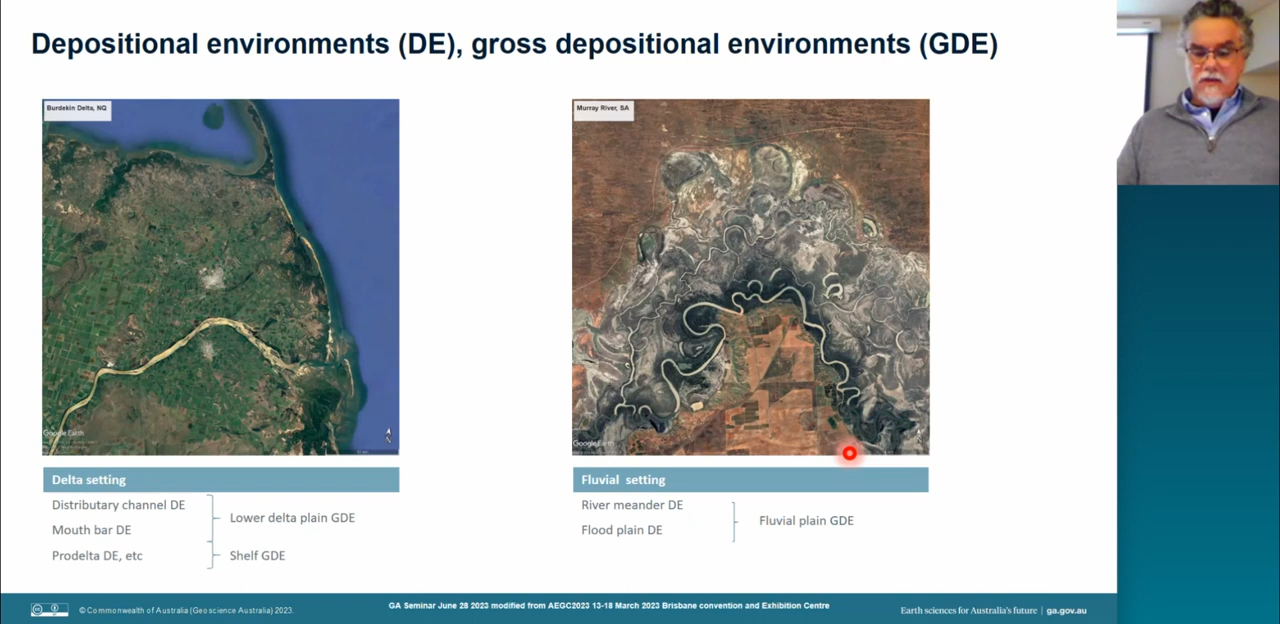 Depositional environments (DE), gross depositional environments (GDE)
Burdekin Delta, NQ
Murray River, SA
Google Earth
Google Earth
Delta setting
Distributary channel DE
Mouth bar DE
Prodelta DE, etc
Lower delta plain GDE
Shelf GDE
Fluvial setting
River meander DE
Flood plain DE
Fluvial plain GDE
© Commonwealth of Australia (Geoscience Australia) 2023.
GA Seminar June 28 2023 modified from AEGC2023 13-18 March 2023 Brisbane convention and Exhibition Centre
Earth sciences for Australia's future | ga.gov.au